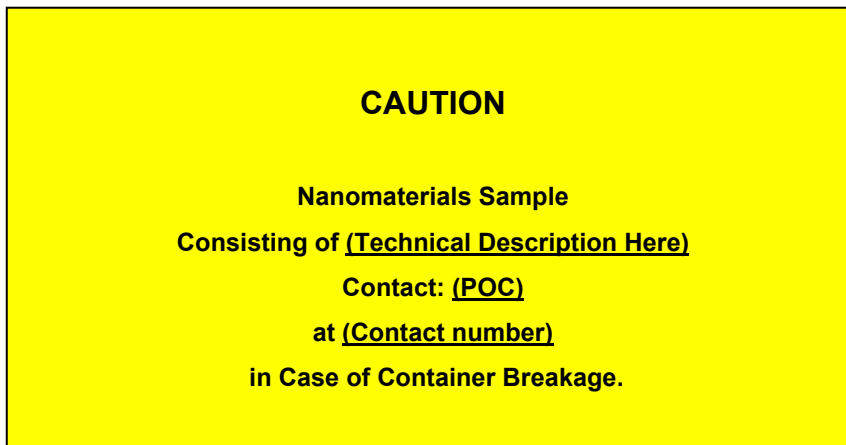 CAUTION
Nanomaterials Sample
Consisting of (Technical Description Here)
Contact: (POC)
at (Contact number)
in Case of Container Breakage.